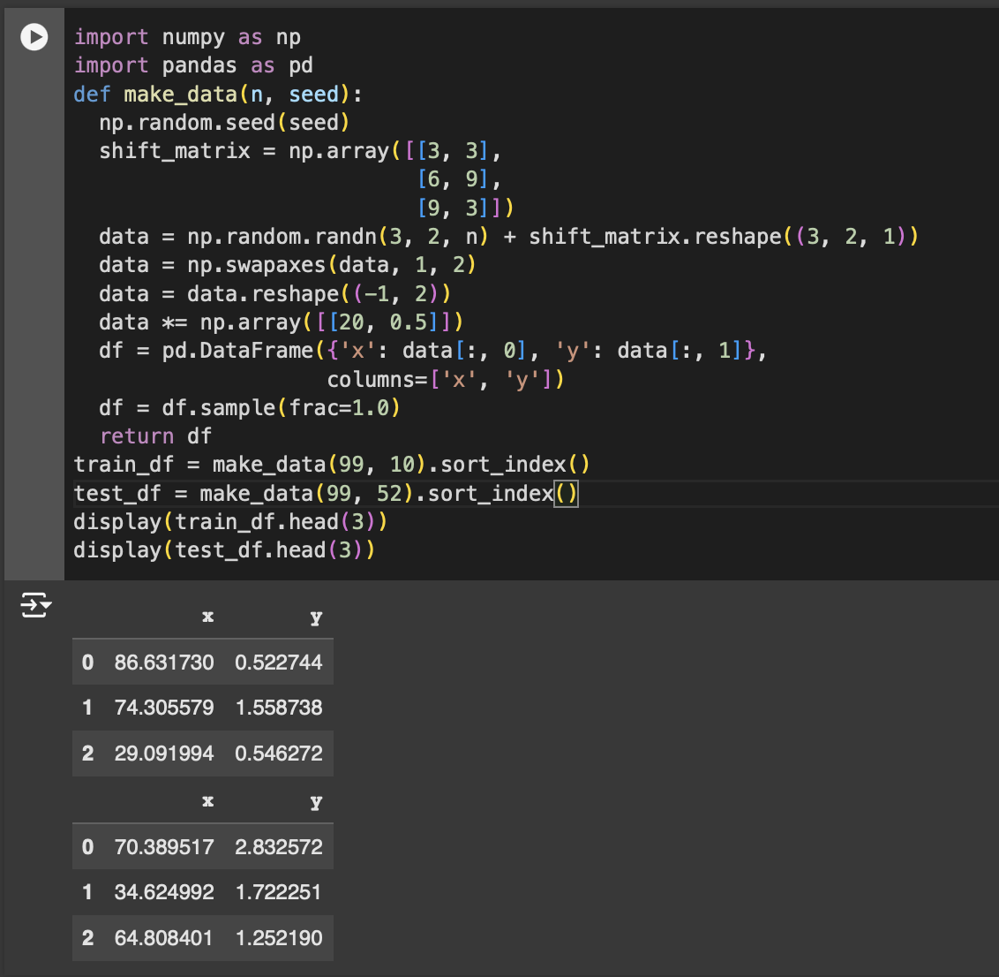 import numpy as np
import pandas as pd
def make_data(n, seed):
  np.random.seed(seed)
  shift_matrix = np.array([[3, 3],
                           [6, 9],
                           [9, 3]])
  data = np.random.randn(3, 2, n) + shift_matrix.reshape((3, 2, 1))
  data = np.swapaxes(data, 1, 2)
  data = data.reshape((-1, 2))
  data *= np.array([[20, 0.5]])
  df = pd.DataFrame({'x': data[:, 0], 'y': data[:, 1]},
                    columns=['x', 'y'])
  df = df.sample(frac=1.0)
  return df
train_df = make_data(99, 10).sort_index()
test_df = make_data(99, 52).sort_index()
display(train_df.head(3))
display(test_df.head(3))
x y
0 86.631730 0.522744
1 74.305579 1.558738
2 29.091994 0.546272
x y
0 70.389517 2.832572
1 34.624992 1.722251
2 64.808401 1.252190